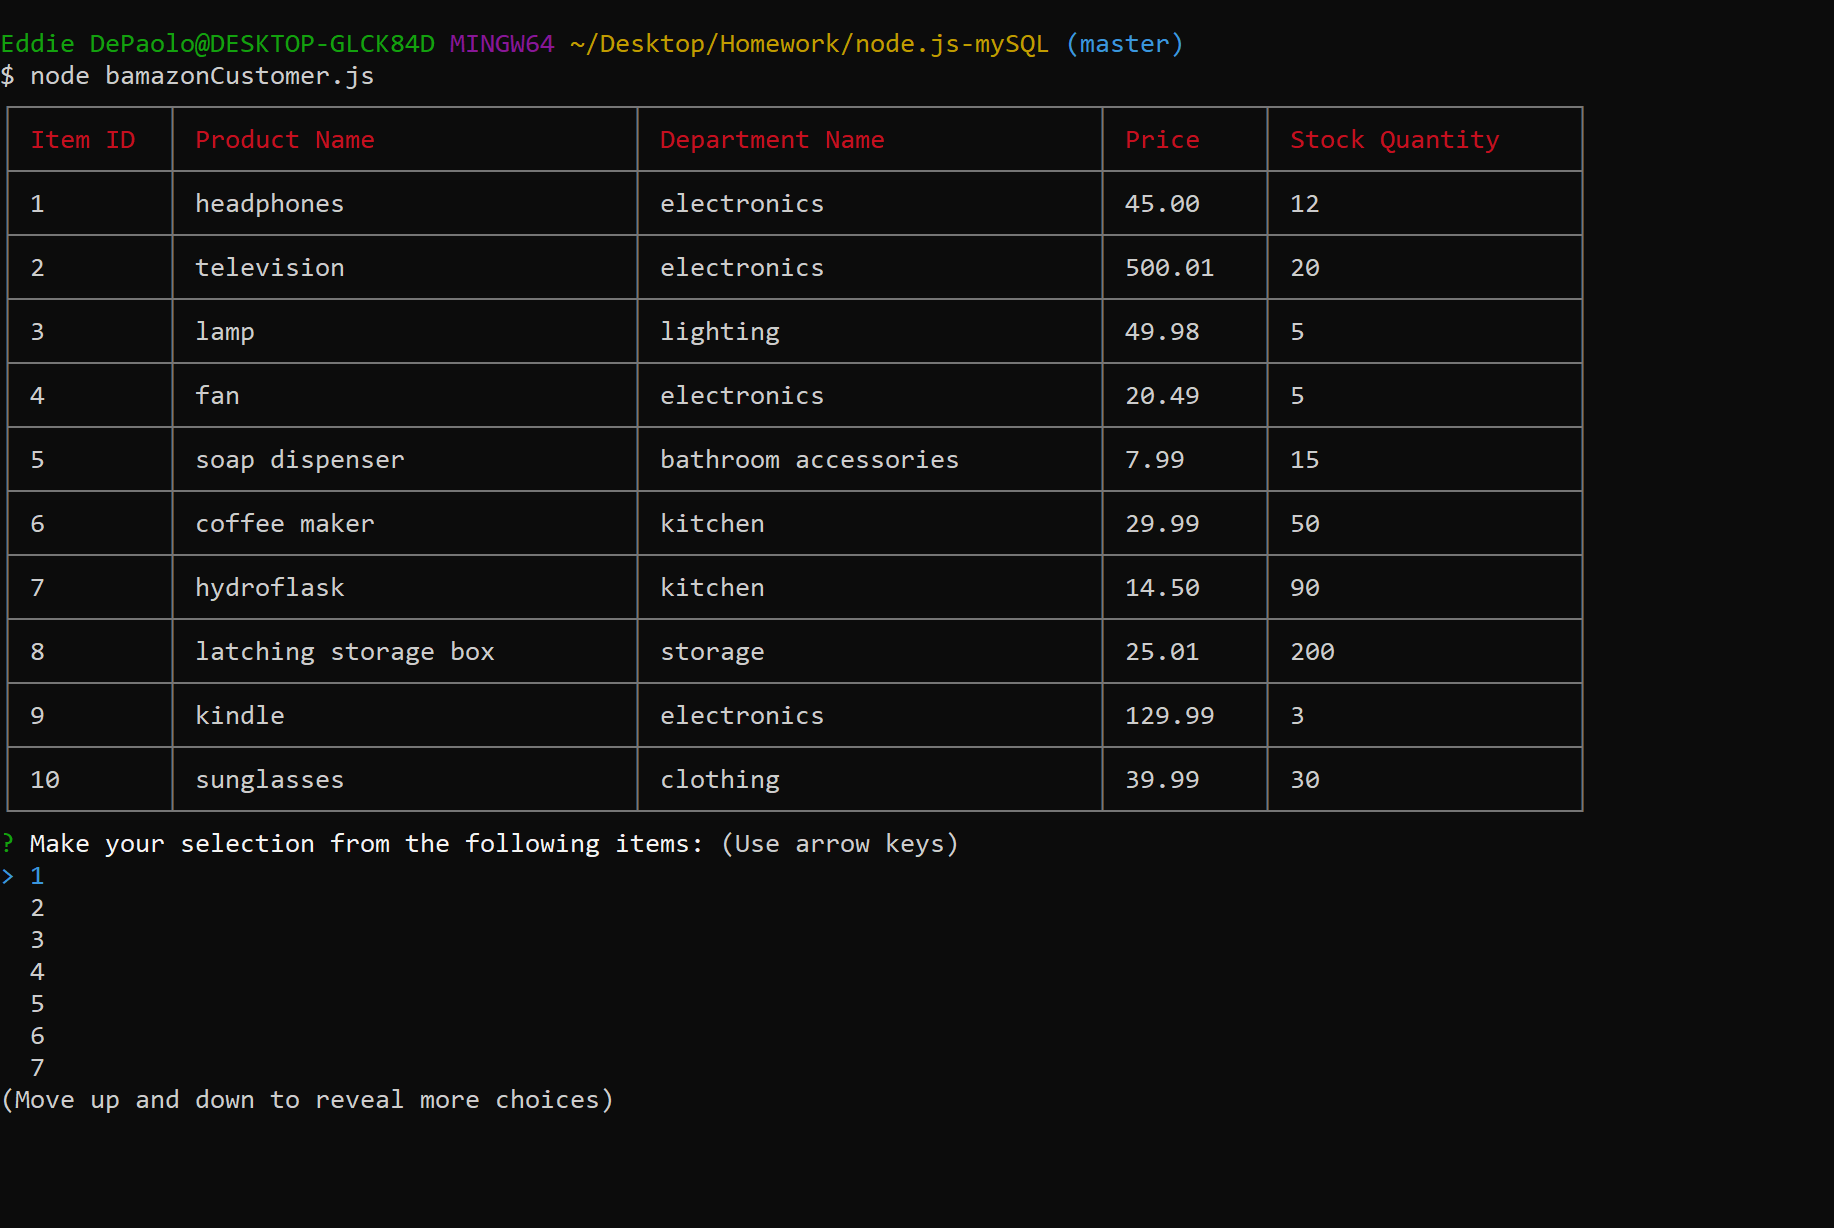 Eddie DePaolo@DESKTOP-GLCK84D MINGW64 ~/Desktop/Homework/node.js-mySQL (master)
$ node bamazonCustomer.js
Item ID Product Name Department Name Price Stock Quantity
1 headphones electronics 45.00 12
2 television electronics 500.01 20
3 lamp lighting 49.98 5
4 fan electronics 20.49 5
5 soap dispenser bathroom accessories 7.99 15
6 coffee maker kitchen 29.99 50
7 hydroflask kitchen 14.50 90
8 latching storage box storage 25.01 200
9 kindle electronics 129.99 3
10 sunglasses clothing 39.99 30
? Make your selection from the following items: (Use arrow keys)
> 1
2
3
4
5
6
7
(Move up and down to reveal more choices)